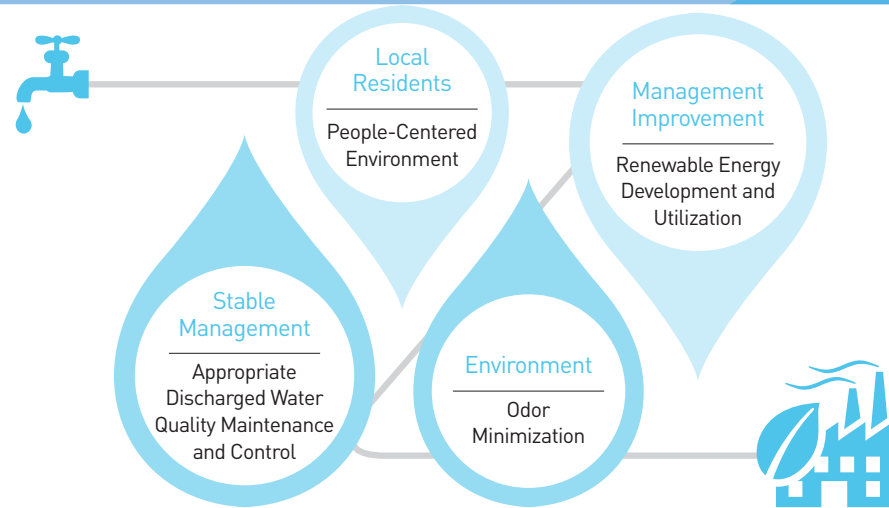 Local
Residents
People-Centered
Environment
Management
Improvement
Renewable Energy
Development and
Utilization
Stable
Management
Appropriate
Discharged Water
Quality Maintenance
and Control
Environment
Odor
Minimization